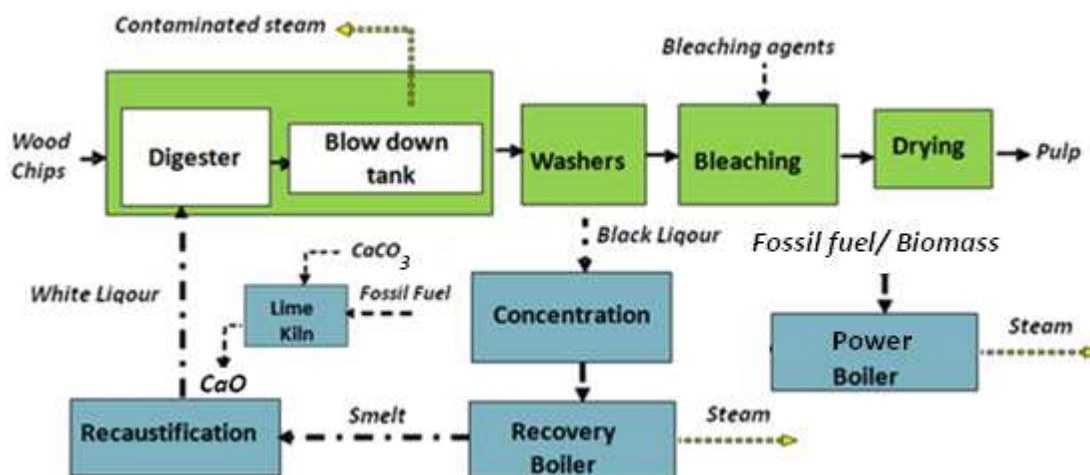 Contaminated steam
Bleaching agents
Wood
Chips
Digester
Blow down
tank
Washers
Bleaching
Drying
Pulp
Black Liqour
Fossil fuel/ Biomass
CaCO3
White Liqour
Fossil Fuel
Lime
Kiln
Concentration
Power
Boiler
Steam
CaO
Recaustification
Smelt
Recovery
Boiler
Steam